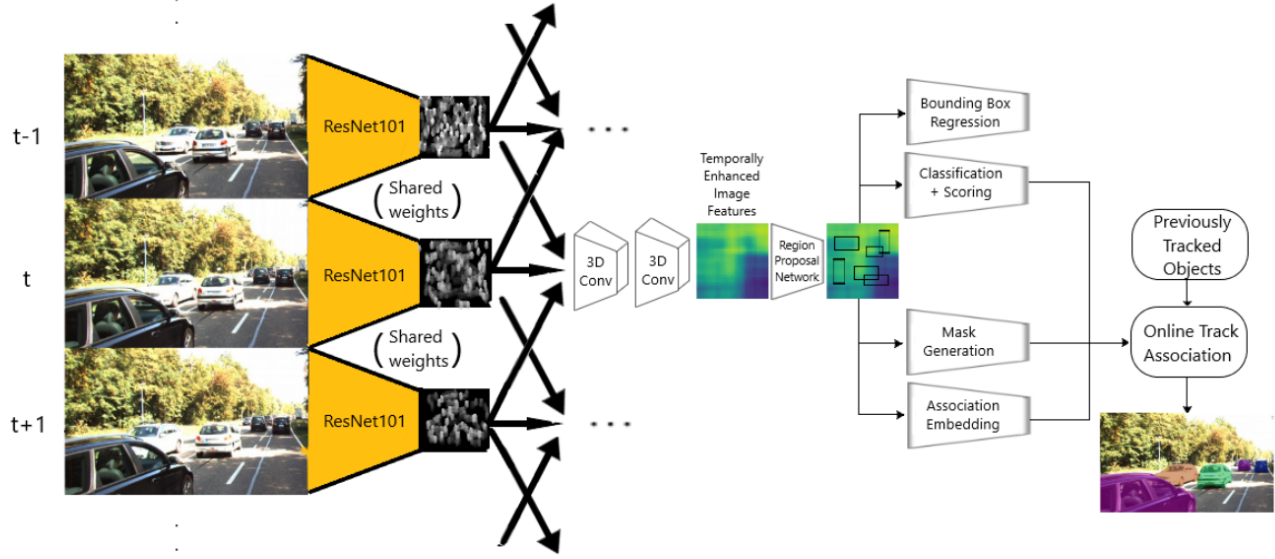 t-1
ResNet101
(Shared
weights)
t
ResNet101
(Shared
weights)
t+1
ResNet101
...
...
3D
Conv
3D
Conv
Temporally
Enhanced
Image
Features
Region
Proposal
Network
Bounding Box
Regression
Classification
+ Scoring
Mask
Generation
Association
Embedding
Previously
Tracked
Objects
Online Track
Association